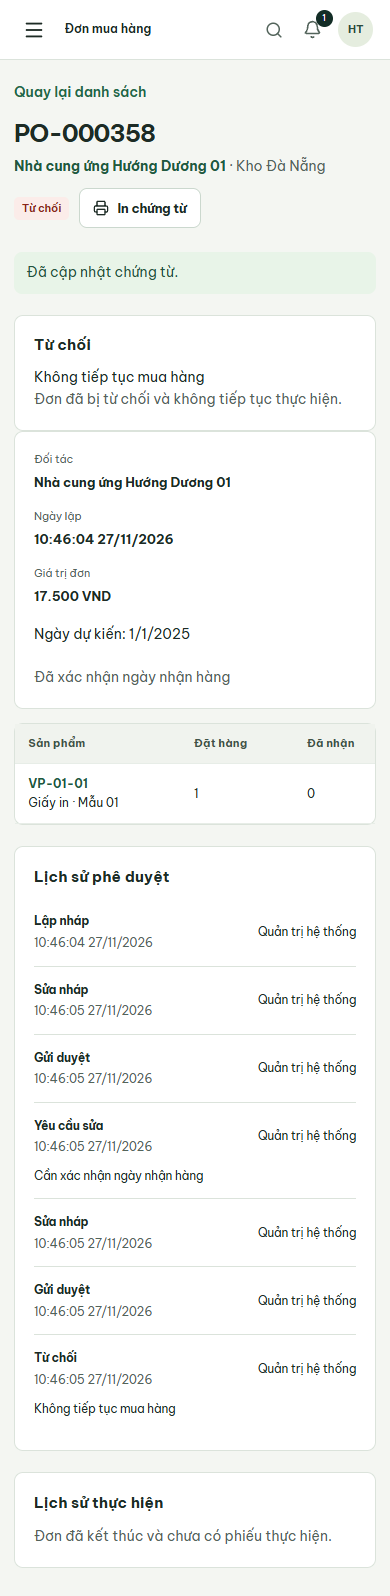 Đơn mua hàng
1
HT
Quay lại danh sách
PO-000358
Nhà cung ứng Hướng Dương 01 · Kho Đà Nẵng
Từ chối
In chứng từ
Đã cập nhật chứng từ.
Từ chối
Không tiếp tục mua hàng
Đơn đã bị từ chối và không tiếp tục thực hiện.
Đối tác
Nhà cung ứng Hướng Dương 01
Ngày lập
10:46:04 27/11/2026
Giá trị đơn
17.500 VND
Ngày dự kiến: 1/1/2025
Đã xác nhận ngày nhận hàng
Sản phẩm Đặt hàng Đã nhận
VP-01-01
Giấy in · Mẫu 01 1 0
Lịch sử phê duyệt
Lập nháp
10:46:04 27/11/2026
Quản trị hệ thống
Sửa nháp
10:46:05 27/11/2026
Quản trị hệ thống
Gửi duyệt
10:46:05 27/11/2026
Quản trị hệ thống
Yêu cầu sửa
10:46:05 27/11/2026
Quản trị hệ thống
Cần xác nhận ngày nhận hàng
Sửa nháp
10:46:05 27/11/2026
Quản trị hệ thống
Gửi duyệt
10:46:05 27/11/2026
Quản trị hệ thống
Từ chối
10:46:05 27/11/2026
Quản trị hệ thống
Không tiếp tục mua hàng
Lịch sử thực hiện
Đơn đã kết thúc và chưa có phiếu thực hiện.